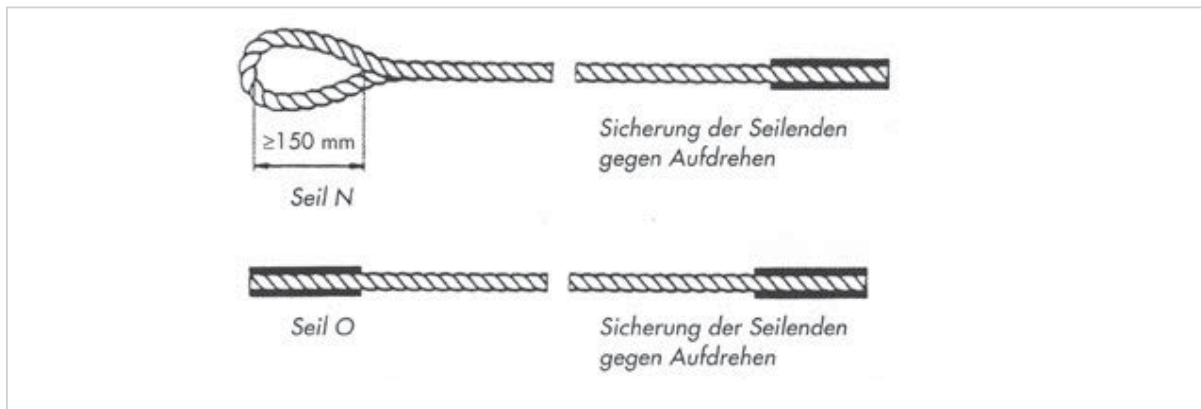 ≥150 mm
Seil N
Sicherung der Seilenden
gegen Aufdrehen
Seil O
Sicherung der Seilenden
gegen Aufdrehen